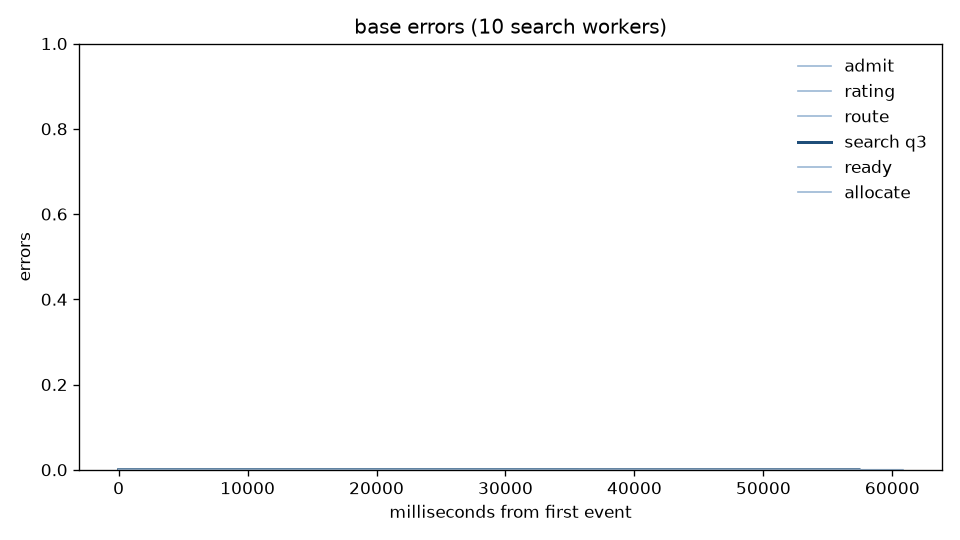 base errors (10 search workers)
1.0
0.8
0.6
0.4
0.2
0.0
errors
admit
rating
route
search q3
ready
allocate
0 10000 20000 30000 40000 50000 60000
milliseconds from first event